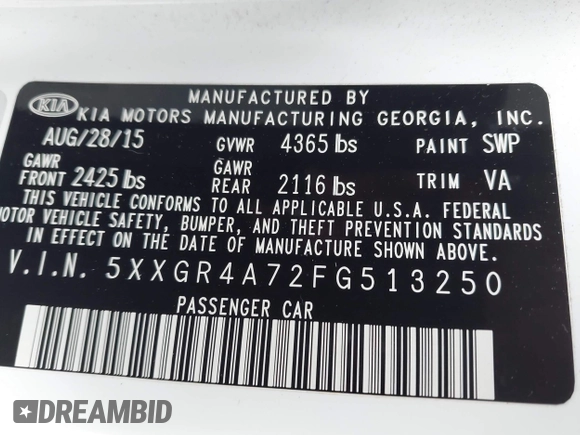 MANUFACTURED BY
KIA KIA MOTORS MANUFACTURING GEORGIA, INC.
AUG/28/15 GVWR 4365 lbs PAINT SWP
GAWR FRONT 2425 lbs GAWR REAR 2116 lbs TRIM VA
THIS VEHICLE CONFORMS TO ALL APPLICABLE U.S.A. FEDERAL
MOTOR VEHICLE SAFETY, BUMPER, AND THEFT PREVENTION STANDARDS
IN EFFECT ON THE DATE OF MANUFACTURE SHOWN ABOVE.
V.I.N. 5XXGR4A72FG513250
PASSENGER CAR
DREAMBID